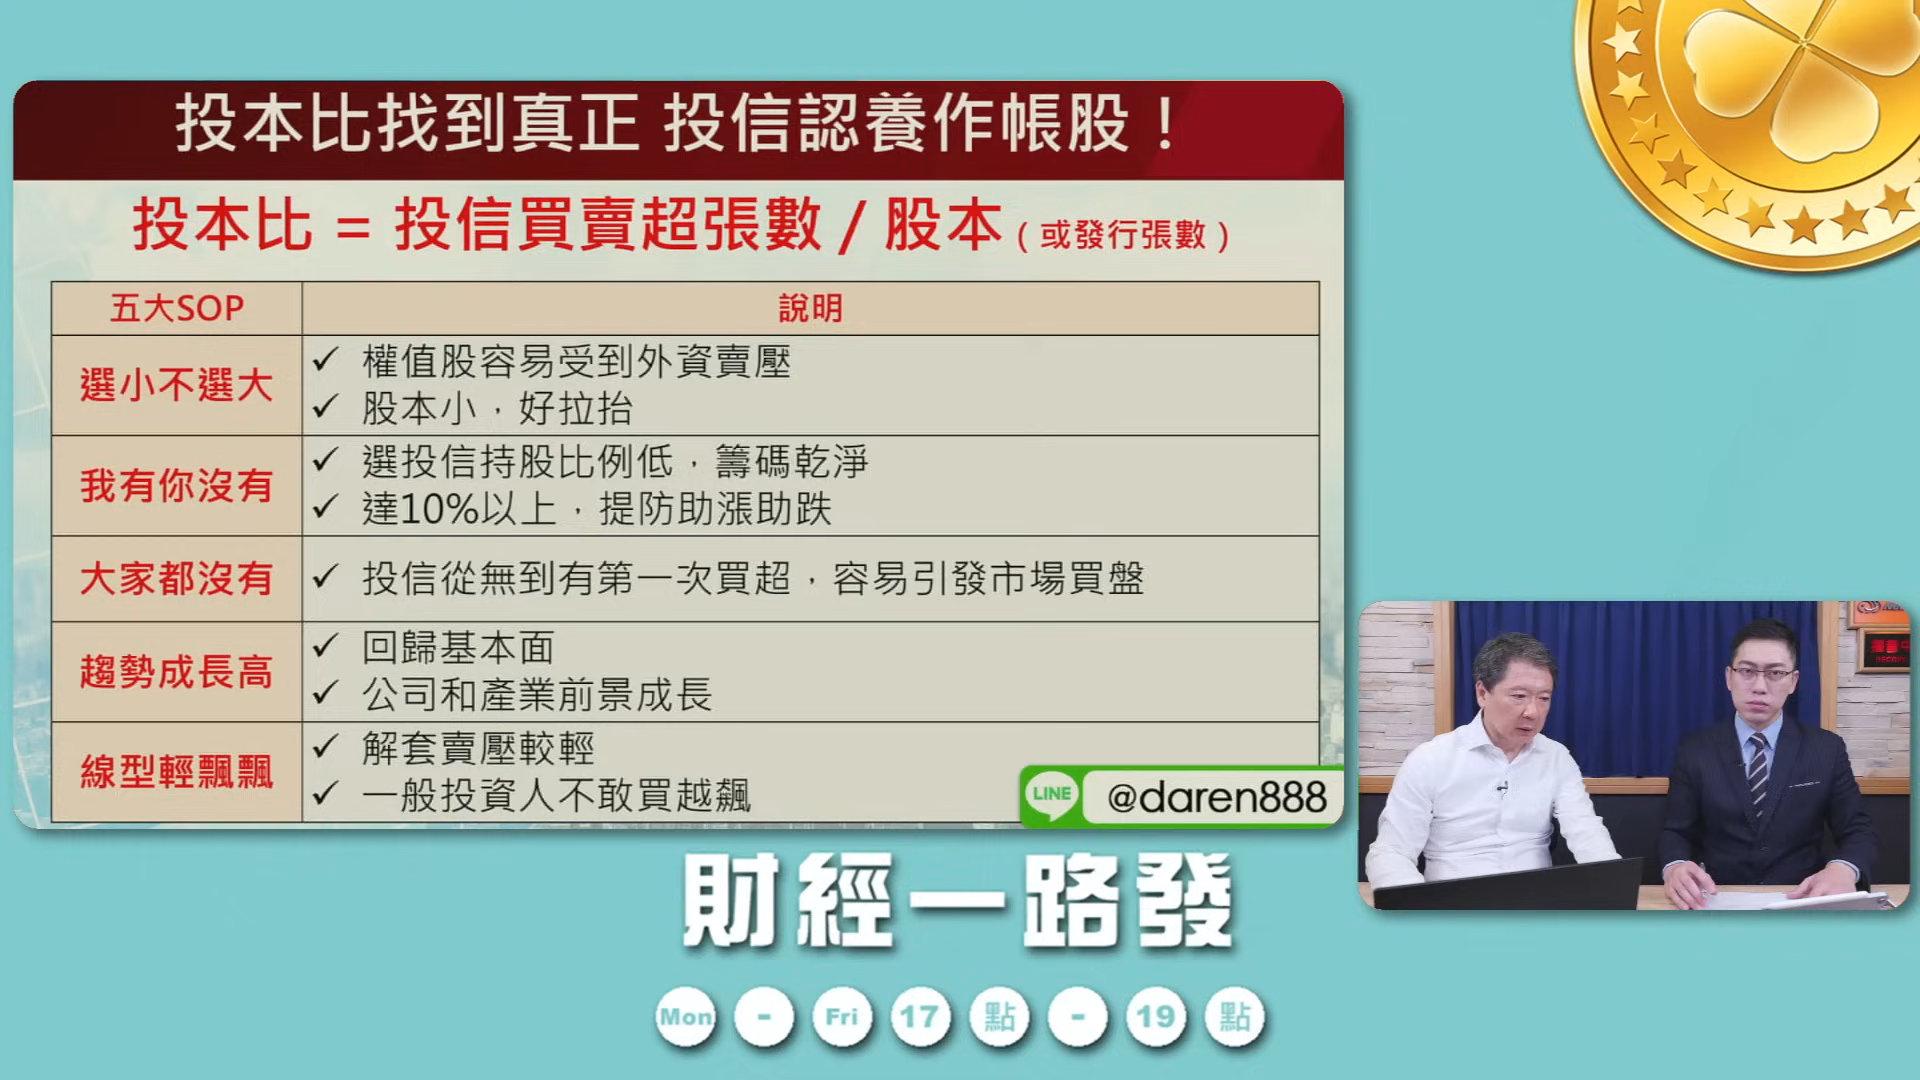 投本比找到真正 投信認養作帳股！
投本比 = 投信買賣超張數 / 股本（或發行張數）
五大SOP
說明
選小不選大
✓ 權值股容易受到外資賣壓
✓ 股本小，好拉抬
我有你沒有
✓ 選投信持股比例低，籌碼乾淨
✓ 達10%以上，提防助漲助跌
大家都沒有
✓ 投信從無到有第一次買超，容易引發市場買盤
趨勢成長高
✓ 回歸基本面
✓ 公司和產業前景成長
線型輕飄飄
✓ 解套賣壓較輕
✓ 一般投資人不敢買越飆
LINE @daren888
財經一路發
Mon - Fri 17 點 - 19 點